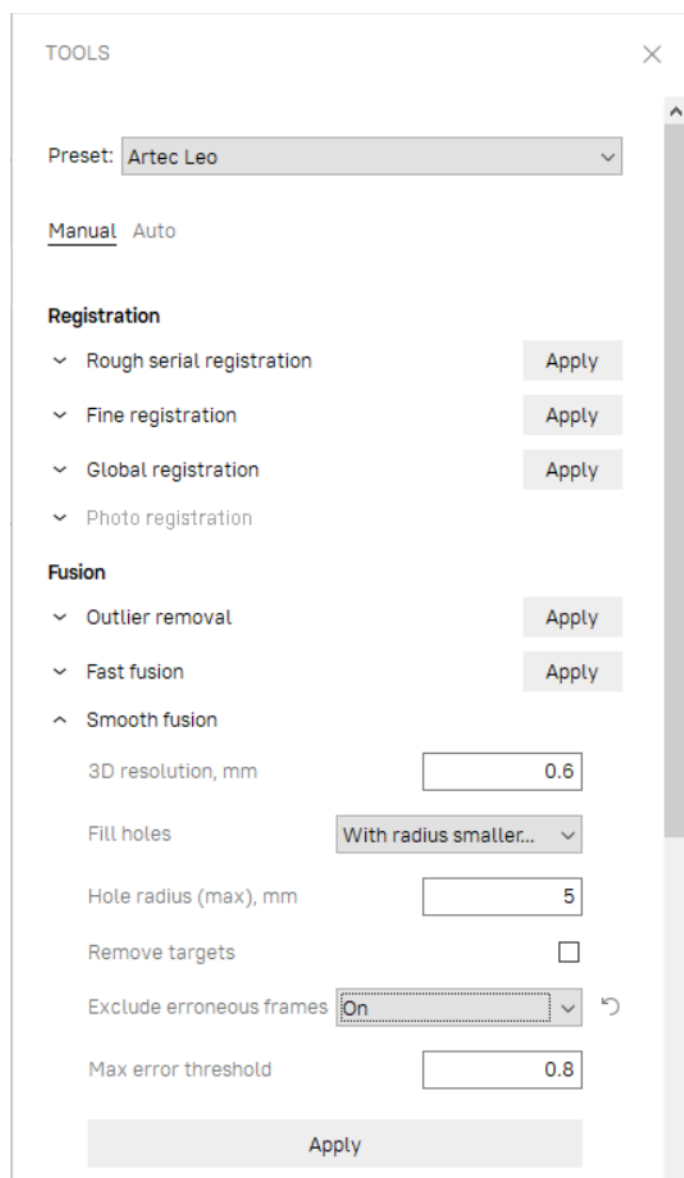 TOOLS
Preset: Artec Leo
Manual Auto
Registration
Rough serial registration Apply
Fine registration Apply
Global registration Apply
Photo registration
Fusion
Outlier removal Apply
Fast fusion Apply
Smooth fusion
3D resolution, mm 0.6
Fill holes With radius smaller...
Hole radius (max), mm 5
Remove targets
Exclude erroneous frames On
Max error threshold 0.8
Apply